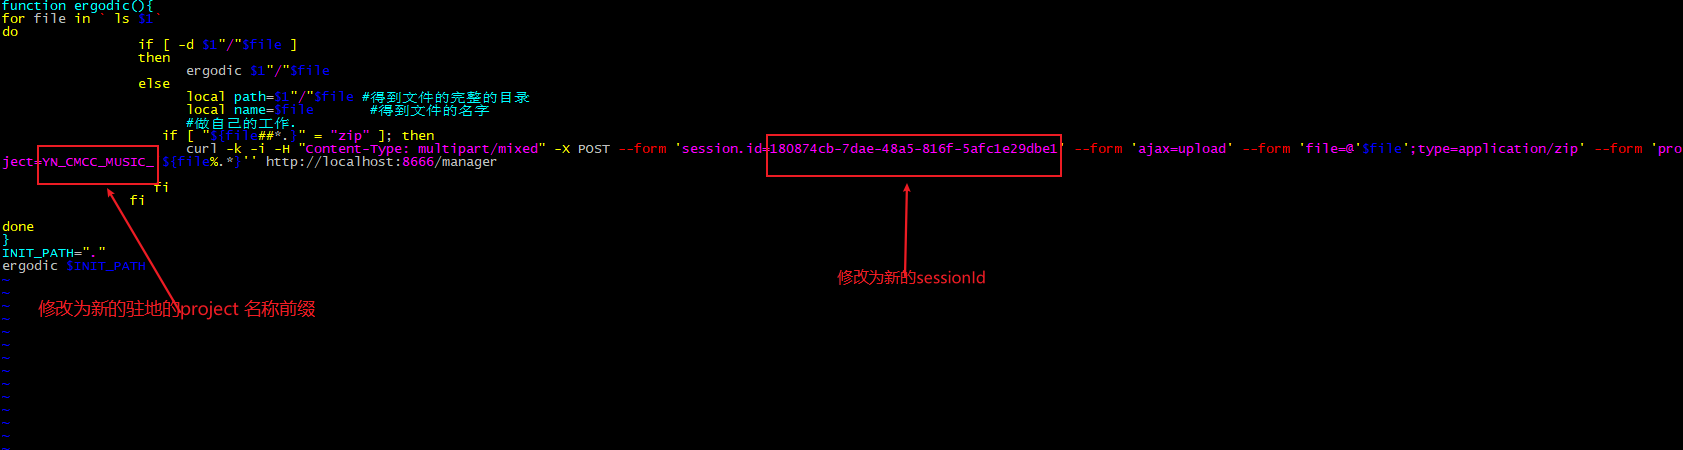 function ergodic(){
for file in ` ls $1`
do
if [ -d $1"/"$file ]
then
ergodic $1"/"$file
else
local path=$1"/"$file #得到文件的完整的目录
local name=$file #得到文件的名字
#做自己的工作.
if [ "${file##*.}" = "zip" ]; then
curl -k -i -H "Content-Type: multipart/mixed" -X POST --form 'session.id=180874cb-7dae-48a5-816f-5afc1e29dbe1' --form 'ajax=upload' --form 'file=@'$file';type=application/zip' --form 'pro
ject=YN_CMCC_MUSIC_'${file%.*}'' http://localhost:8666/manager
fi
fi
done
}
INIT_PATH="."
ergodic $INIT_PATH
~
~
修改为新的sessionId
~
修改为新的驻地的project 名称前缀
~
~
~
~
~
~
~
~
~
~
~